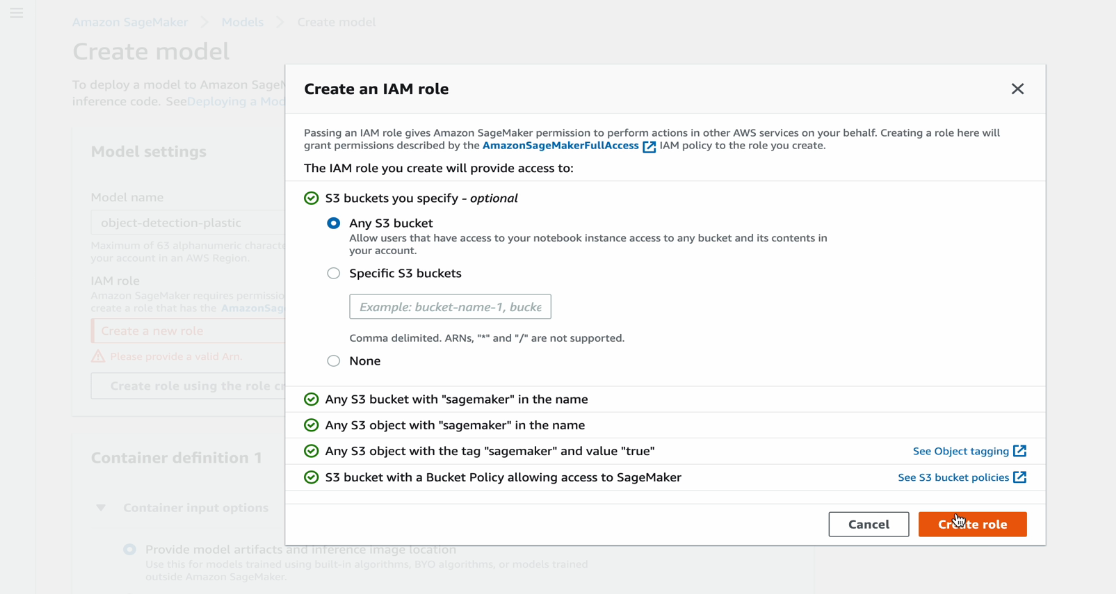 Amazon SageMaker > Models > Create model
Create model
To deploy a model to Amazon SageM
inference code. See Deploying a Mod
Model settings
Model name
object-detection-plastic
Maximum of 63 alphanumeric characte
your account in an AWS Region.
IAM role
Amazon SageMaker requires permissio
create a role that has the AmazonSag
Create a new role
Please provide a valid Arn.
Create role using the role cr
Container definition 1
Container input options
Provide model artifacts and inference image location
Use this for models trained using built-in algorithms, BYO algorithms, or models trained
outside Amazon SageMaker.
Create an IAM role
Passing an IAM role gives Amazon SageMaker permission to perform actions in other AWS services on your behalf. Creating a role here will
grant permissions described by the AmazonSageMakerFullAccess IAM policy to the role you create.
The IAM role you create will provide access to:
S3 buckets you specify - optional
Any S3 bucket
Allow users that have access to your notebook instance access to any bucket and its contents in
your account.
Specific S3 buckets
Example: bucket-name-1, bucke
Comma delimited. ARNs, "*" and "/" are not supported.
None
Any S3 bucket with "sagemaker" in the name
Any S3 object with "sagemaker" in the name
Any S3 object with the tag "sagemaker" and value "true" See Object tagging
S3 bucket with a Bucket Policy allowing access to SageMaker See S3 bucket policies
Cancel Create role